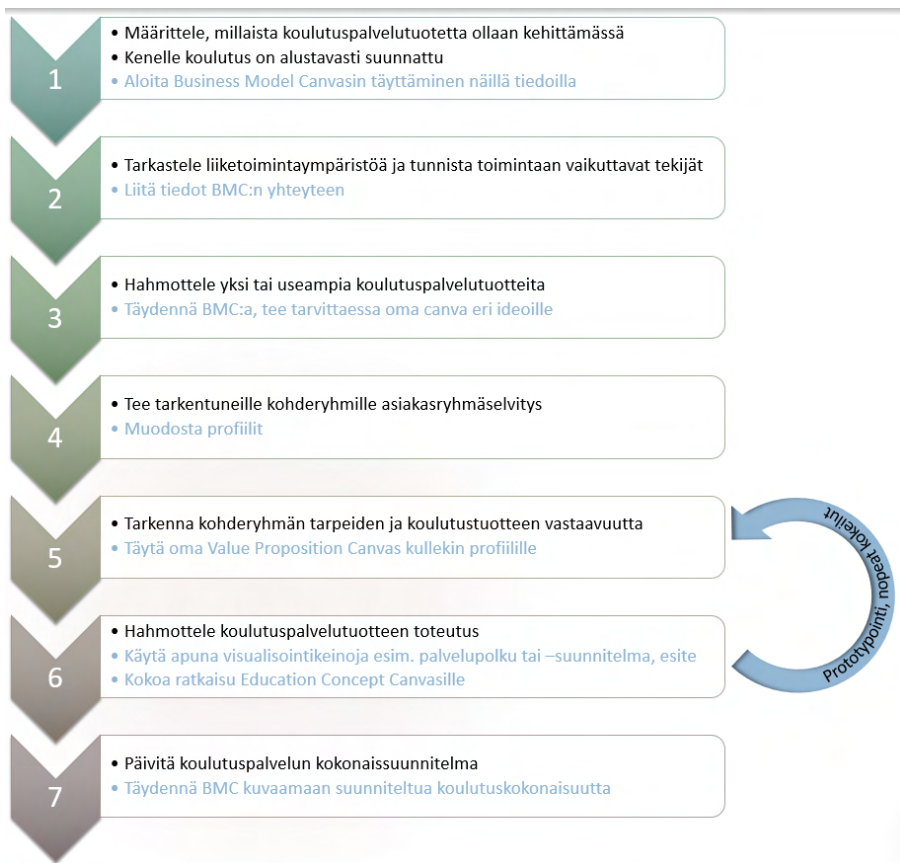 1
• Määrittele, millaista koulutuspalvelutuotetta ollaan kehittämässä
• Kenelle koulutus on alustavasti suunnattu
• Aloita Business Model Canvasin täyttäminen näillä tiedoilla
2
• Tarkastele liiketoimintaympäristöä ja tunnista toimintaan vaikuttavat tekijät
• Liitä tiedot BMC:n yhteyteen
3
• Hahmottele yksi tai useampia koulutuspalvelutuotteita
• Täydennä BMC:a, tee tarvittaessa oma canva eri ideoille
4
• Tee tarkentuneille kohderyhmille asiakasryhmäselvitys
• Muodosta profiilit
5
• Tarkenna kohderyhmän tarpeiden ja koulutustuotteen vastaavuutta
• Täytä oma Value Proposition Canvas kullekin profiilille
6
• Hahmottele koulutuspalvelutuotteen toteutus
• Käytä apuna visualisointikeinoja esim. palvelupolku tai –suunnitelma, esite
• Kokoa ratkaisu Education Concept Canvasille
Prototypointi, nopeat kokeilut
7
• Päivitä koulutuspalvelun kokonaissuunnitelma
• Täydennä BMC kuvaamaan suunniteltua koulutuskokonaisuutta